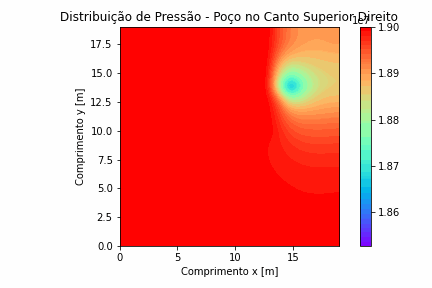 Distribuição de Pressão - Poço no Canto Superior Direito
1e7
17.5
15.0
12.5
10.0
7.5
5.0
2.5
0.0
Comprimento y [m]
0 5 10 15
Comprimento x [m]
1.90
1.89
1.88
1.87
1.86